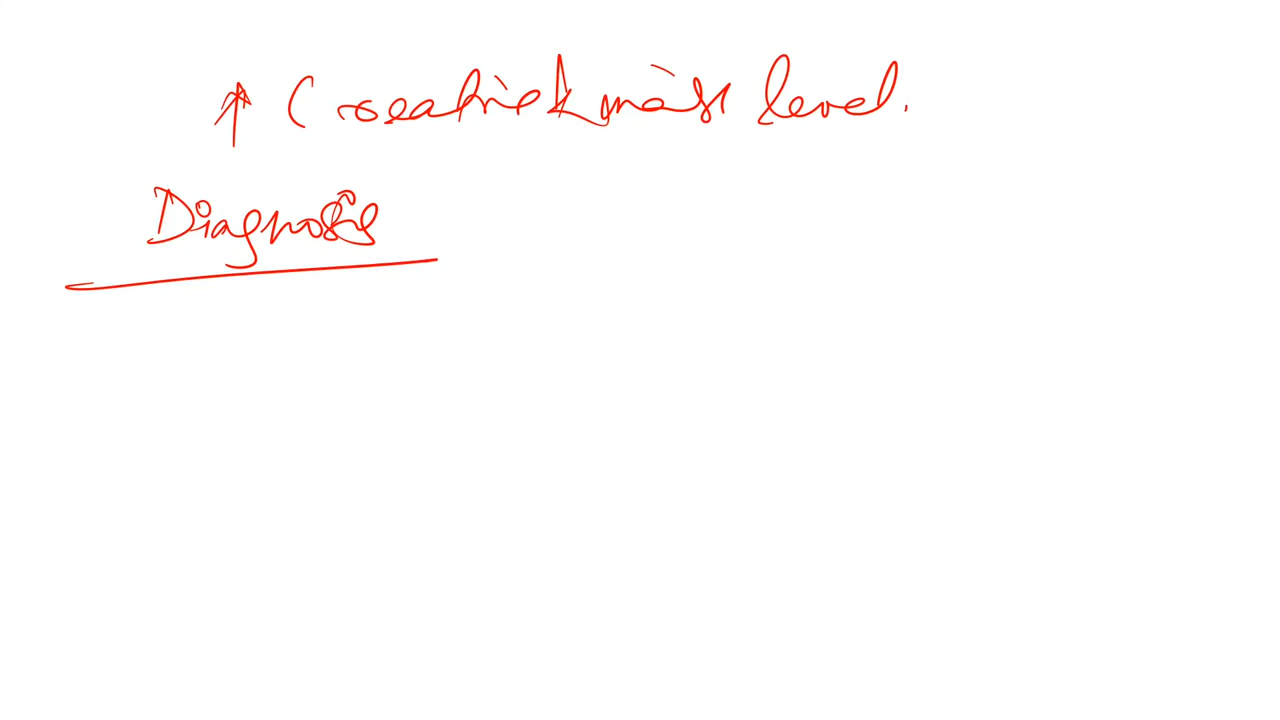 ↑ Creatine kinase level.
Diagnosis